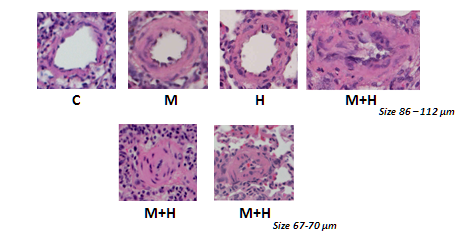 C M H M+H
Size 86 – 112 µm
M+H M+H
Size 67-70 µm